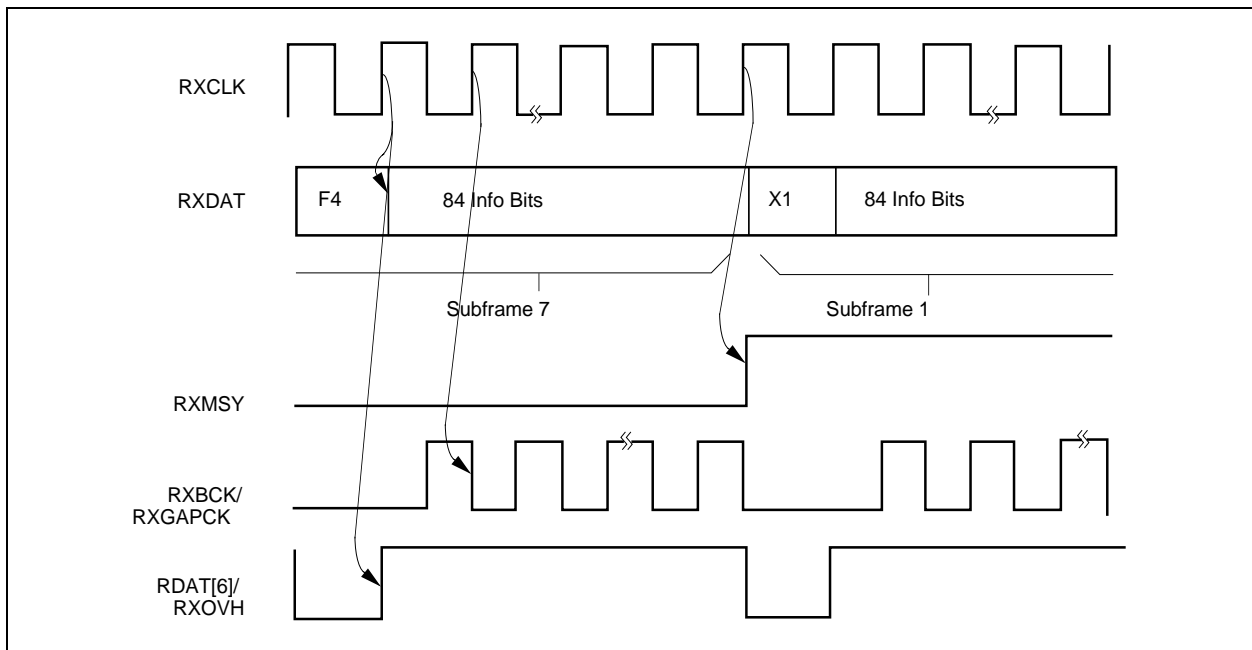 RXCLK
RXDAT
F4
84 Info Bits
X1
84 Info Bits
Subframe 7
Subframe 1
RXMSY
RXBCK/
RXGAPCK
RDAT[6]/
RXOVH